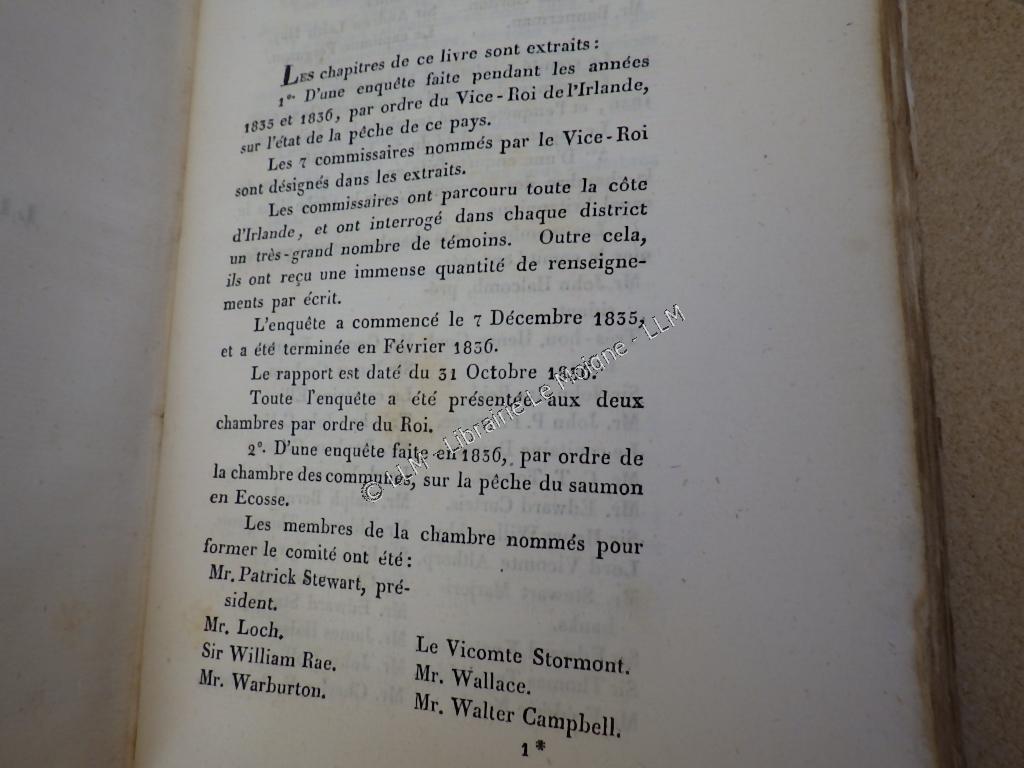 LES chapitres de ce livre sont extraits :
1°. D'une enquête faite pendant les années
1835 et 1836, par ordre du Vice-Roi de l'Irlande,
sur l'état de la pêche de ce pays.
Les 7 commissaires nommés par le Vice-Roi
sont désignés dans les extraits.
Les commissaires ont parcouru toute la côte
d'Irlande, et ont interrogé dans chaque district
un très-grand nombre de témoins. Outre cela,
ils ont reçu une immense quantité de renseigne-
ments par écrit.
L'enquête a commencé le 7 Décembre 1835,
et a été terminée en Février 1836.
Le rapport est daté du 31 Octobre
Toute l'enquête a été présentée aux deux
chambres par ordre du Roi.
2°. D'une enquête faite en 1836, par ordre de
la chambre des communes, sur la pêche du saumon
en Ecosse.
Les membres de la chambre nommés pour
former le comité ont été :
Mr. Patrick Stewart, pré-
sident.
Mr. Loch.
Sir William Rae.
Mr. Warburton.
Le Vicomte Stormont.
Mr. Wallace.
Mr. Walter Campbell.
1*
© LLM - Librairie Le Moigne - LLM